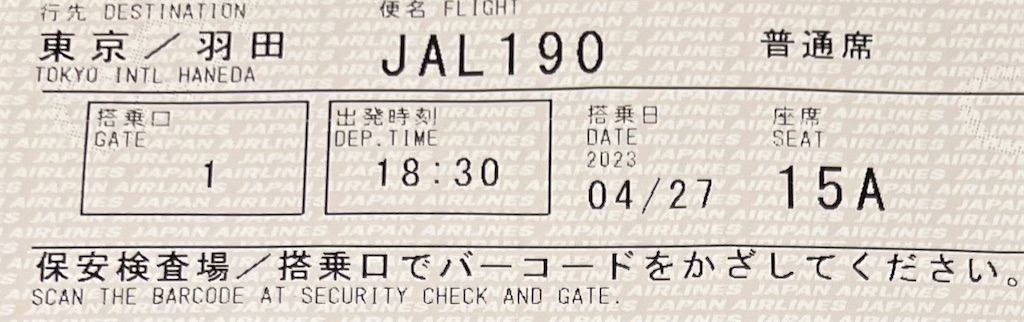 行先 DESTINATION 便名 FLIGHT
東京／羽田 JAL190 普通席
TOKYO INTL HANEDA
搭乗口 出発時刻 搭乗日 座席
GATE DEP.TIME DATE SEAT
2023
1 18:30 04/27 15A
保安検査場／搭乗口でバーコードをかざしてください。
SCAN THE BARCODE AT SECURITY CHECK AND GATE.